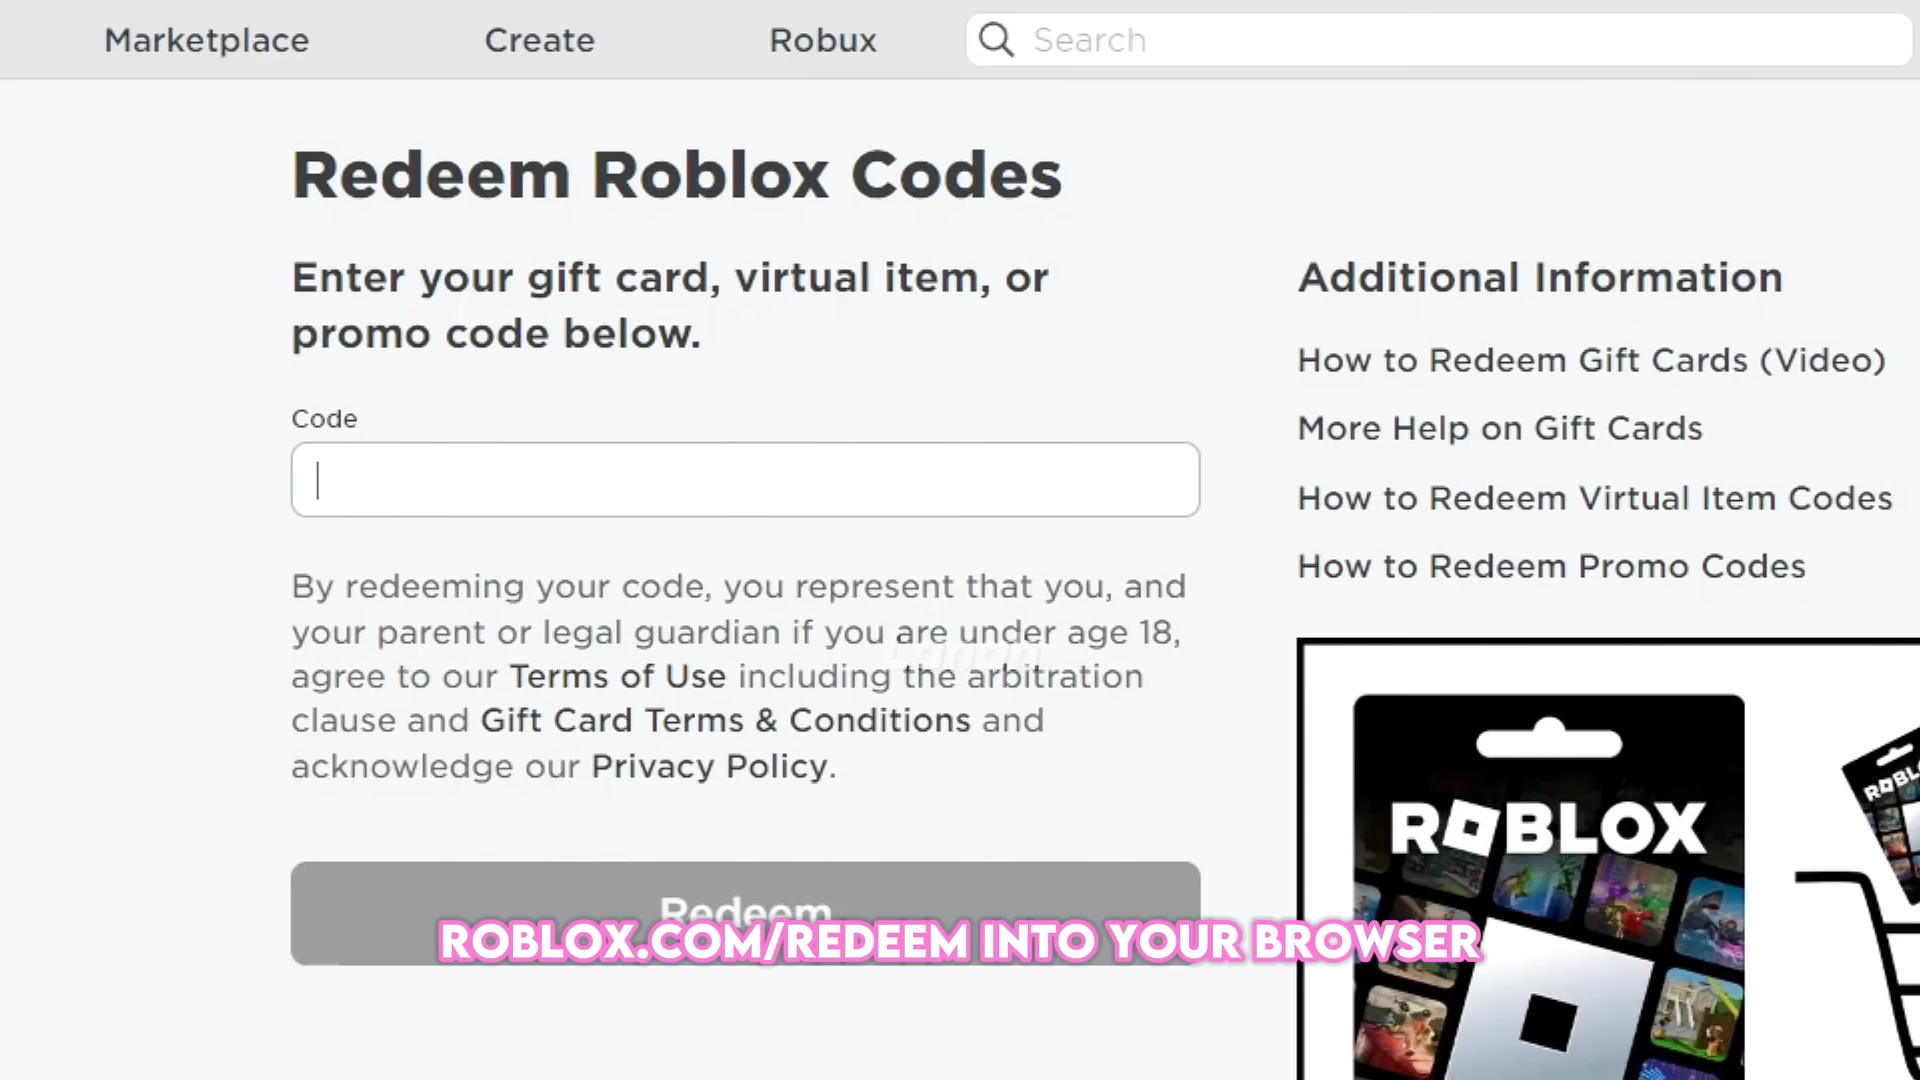 Marketplace
Create
Robux
Search
Redeem Roblox Codes
Enter your gift card, virtual item, or
promo code below.
Code
By redeeming your code, you represent that you, and
your parent or legal guardian if you are under age 18,
agree to our Terms of Use including the arbitration
clause and Gift Card Terms & Conditions and
acknowledge our Privacy Policy.
Redeem
Additional Information
How to Redeem Gift Cards (Video)
More Help on Gift Cards
How to Redeem Virtual Item Codes
How to Redeem Promo Codes
ROBLOX
ROBLOX.COM/REDEEM INTO YOUR BROWSER